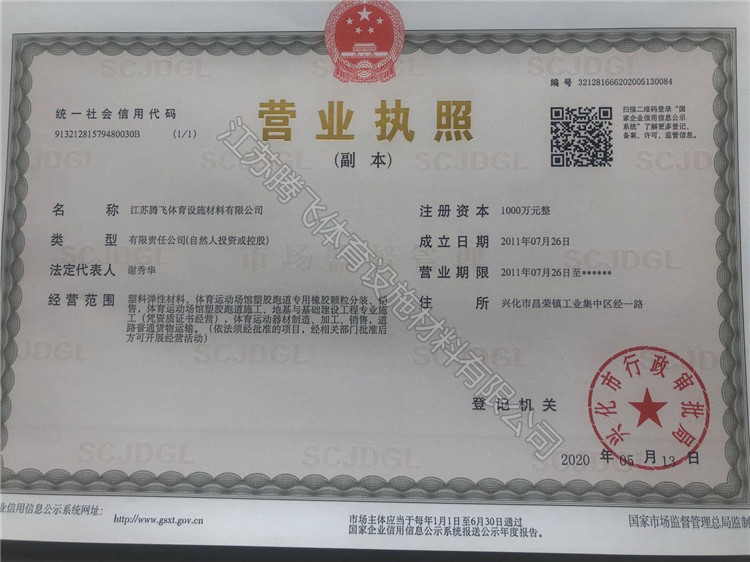 编 号 321281666202005130084
统一社会信用代码
91321281579480030B (1/1)
营业执照
(副 本)
扫描二维码登录“国
家企业信用信息公示
系统”了解更多登记、
备案、许可、监管信息。
名 称 江苏腾飞体育设施材料有限公司
类 型 有限责任公司(自然人投资或控股)
法定代表人 谢秀华
经营范围 塑料弹性材料、体育运动场馆塑胶跑道专用橡胶颗粒分装、销
售,体育运动场馆塑胶跑道施工、地基与基础建设工程专业施
工(凭资质证书经营),体育运动器材制造、加工、销售,道
路普通货物运输。(依法须经批准的项目,经相关部门批准后
方可开展经营活动)
注册资本 1000万元整
成立日期 2011年07月26日
营业期限 2011年07月26日至******
住 所 兴化市昌荣镇工业集中区经一路
登记机关
兴化市行政审批局
2020 年 05 月 13 日
江苏腾飞体育设施材料有限公司
市场监督管理
SCJDGL
SCJDGL
SCJDGL
SCJDGL
SCJDGL
SCJDGL
业信用信息公示系统网址:
http://www.gsxt.gov.cn
市场主体应当于每年1月1日至6月30日通过
国家企业信用信息公示系统报送公示年度报告。
国家市场监督管理总局监制